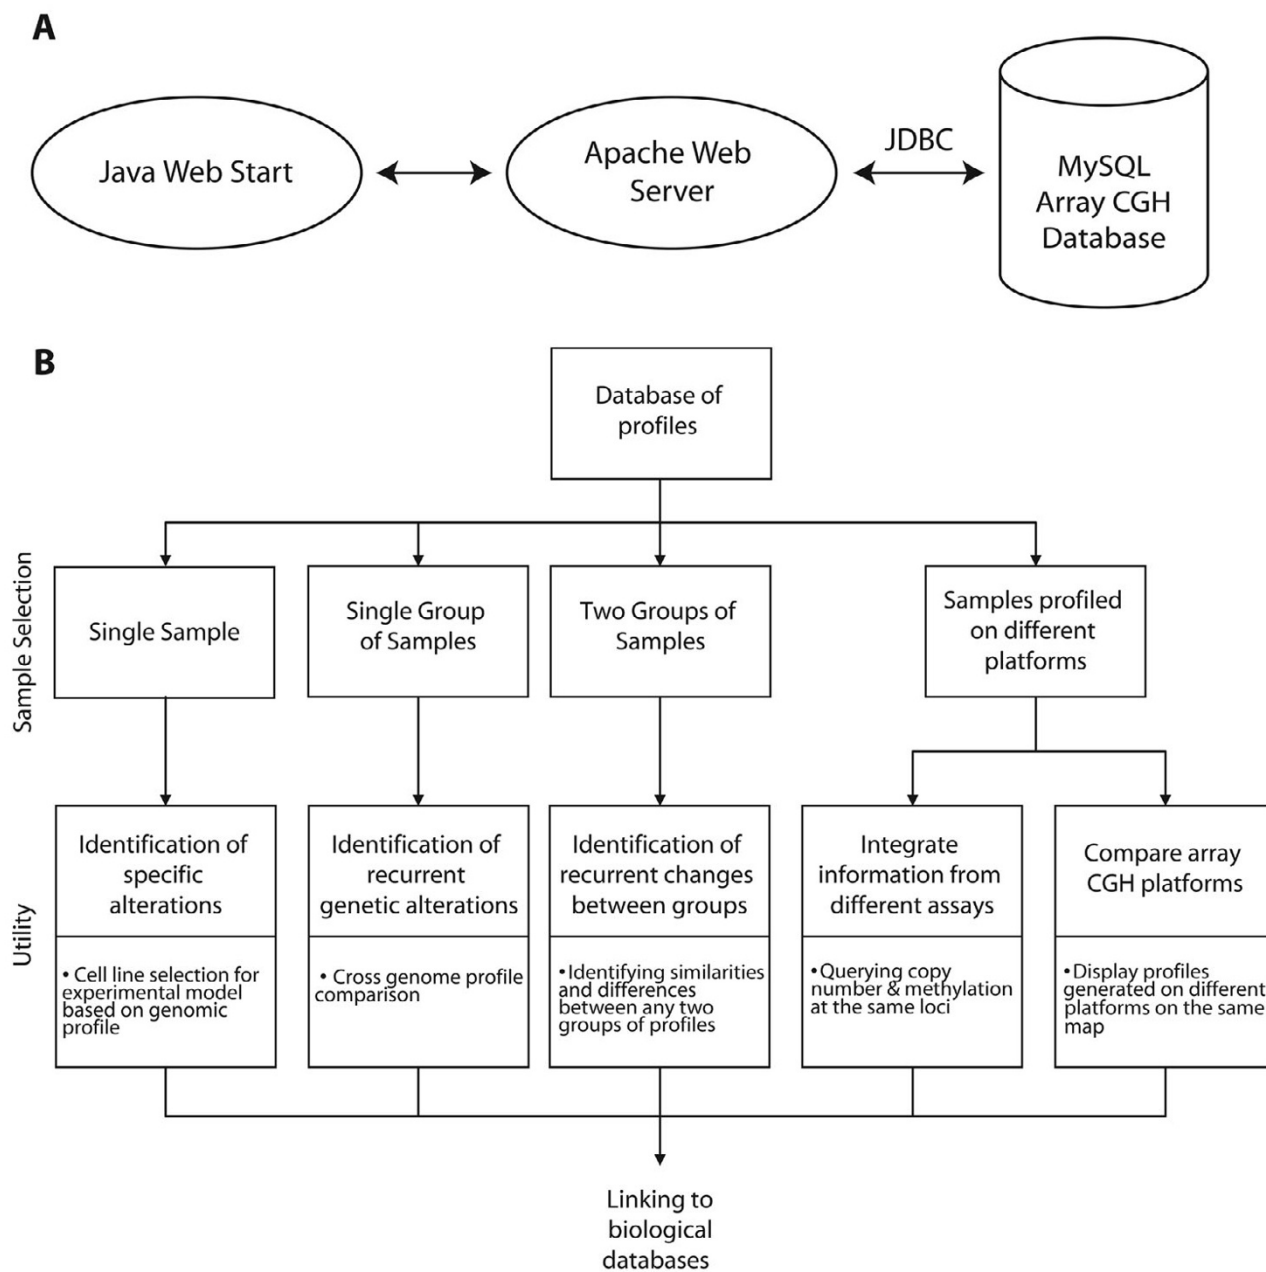 A
Java Web Start
Apache Web
Server
JDBC
MySQL
Array CGH
Database
B
Database of
profiles
Sample Selection
Single Sample
Single Group
of Samples
Two Groups of
Samples
Samples profiled
on different
platforms
Utility
Identification of
specific
alterations
• Cell line selection for
experimental model
based on genomic
profile
Identification of
recurrent
genetic alterations
• Cross genome profile
comparison
Identification of
recurrent changes
between groups
• Identifying similarities
and differences
between any two
groups of profiles
Integrate
information from
different assays
• Querying copy
number & methylation
at the same loci
Compare array
CGH platforms
• Display profiles
generated on different
platforms on the same
map
Linking to
biological
databases